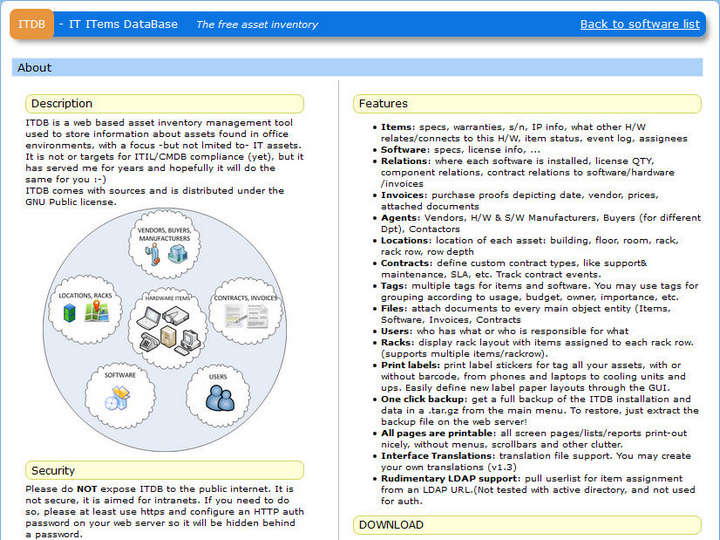 ITDB - IT ITems DataBase The free asset inventory Back to software list
About
Description
ITDB is a web based asset inventory management tool
used to store information about assets found in office
environments, with a focus -but not lmited to- IT assets.
It is not or targets for ITIL/CMDB compliance (yet), but it
has served me for years and hopefully it will do the
same for you :-)
ITDB comes with sources and is distributed under the
GNU Public license.
VENDORS, BUYERS,
MANUFACTURERS
LOCATIONS, RACKS
HARDWARE ITEMS
CONTRACTS, INVOICES
SOFTWARE
USERS
Security
Please do NOT expose ITDB to the public internet. It is
not secure, it is aimed for intranets. If you need to do
so, please at least use https and configure an HTTP auth
password on your web server so it will be hidden behind
a password.
Features
Items: specs, warranties, s/n, IP info, what other H/W
relates/connects to this H/W, item status, event log, assignees
Software: specs, license info, ...
Relations: where each software is installed, license QTY,
component relations, contract relations to software/hardware
/invoices
Invoices: purchase proofs depicting date, vendor, prices,
attached documents
Agents: Vendors, H/W & S/W Manufacturers, Buyers (for different
Dpt), Contactors
Locations: location of each asset: building, floor, room, rack,
rack row, row depth
Contracts: define custom contract types, like support&
maintenance, SLA, etc. Track contract events.
Tags: multiple tags for items and software. You may use tags for
grouping according to usage, budget, owner, importance, etc.
Files: attach documents to every main object entity (Items,
Software, Invoices, Contracts
Users: who has what or who is responsible for what
Racks: display rack layout with items assigned to each rack row.
(supports multiple items/rackrow).
Print labels: print label stickers for tag all your assets, with or
without barcode, from phones and laptops to cooling units and
ups. Easily define new label paper layouts through the GUI.
One click backup: get a full backup of the ITDB installation and
data in a .tar.gz from the main menu. To restore, just extract the
backup file on the web server!
All pages are printable: all screen pages/lists/reports print-out
nicely, without menus, scrollbars and other clutter.
Interface Translations: translation file support. You may create
your own translations (v1.3)
Rudimentary LDAP support: pull userlist for item assignment
from an LDAP URL.(Not tested with active directory, and not used
for auth.
DOWNLOAD